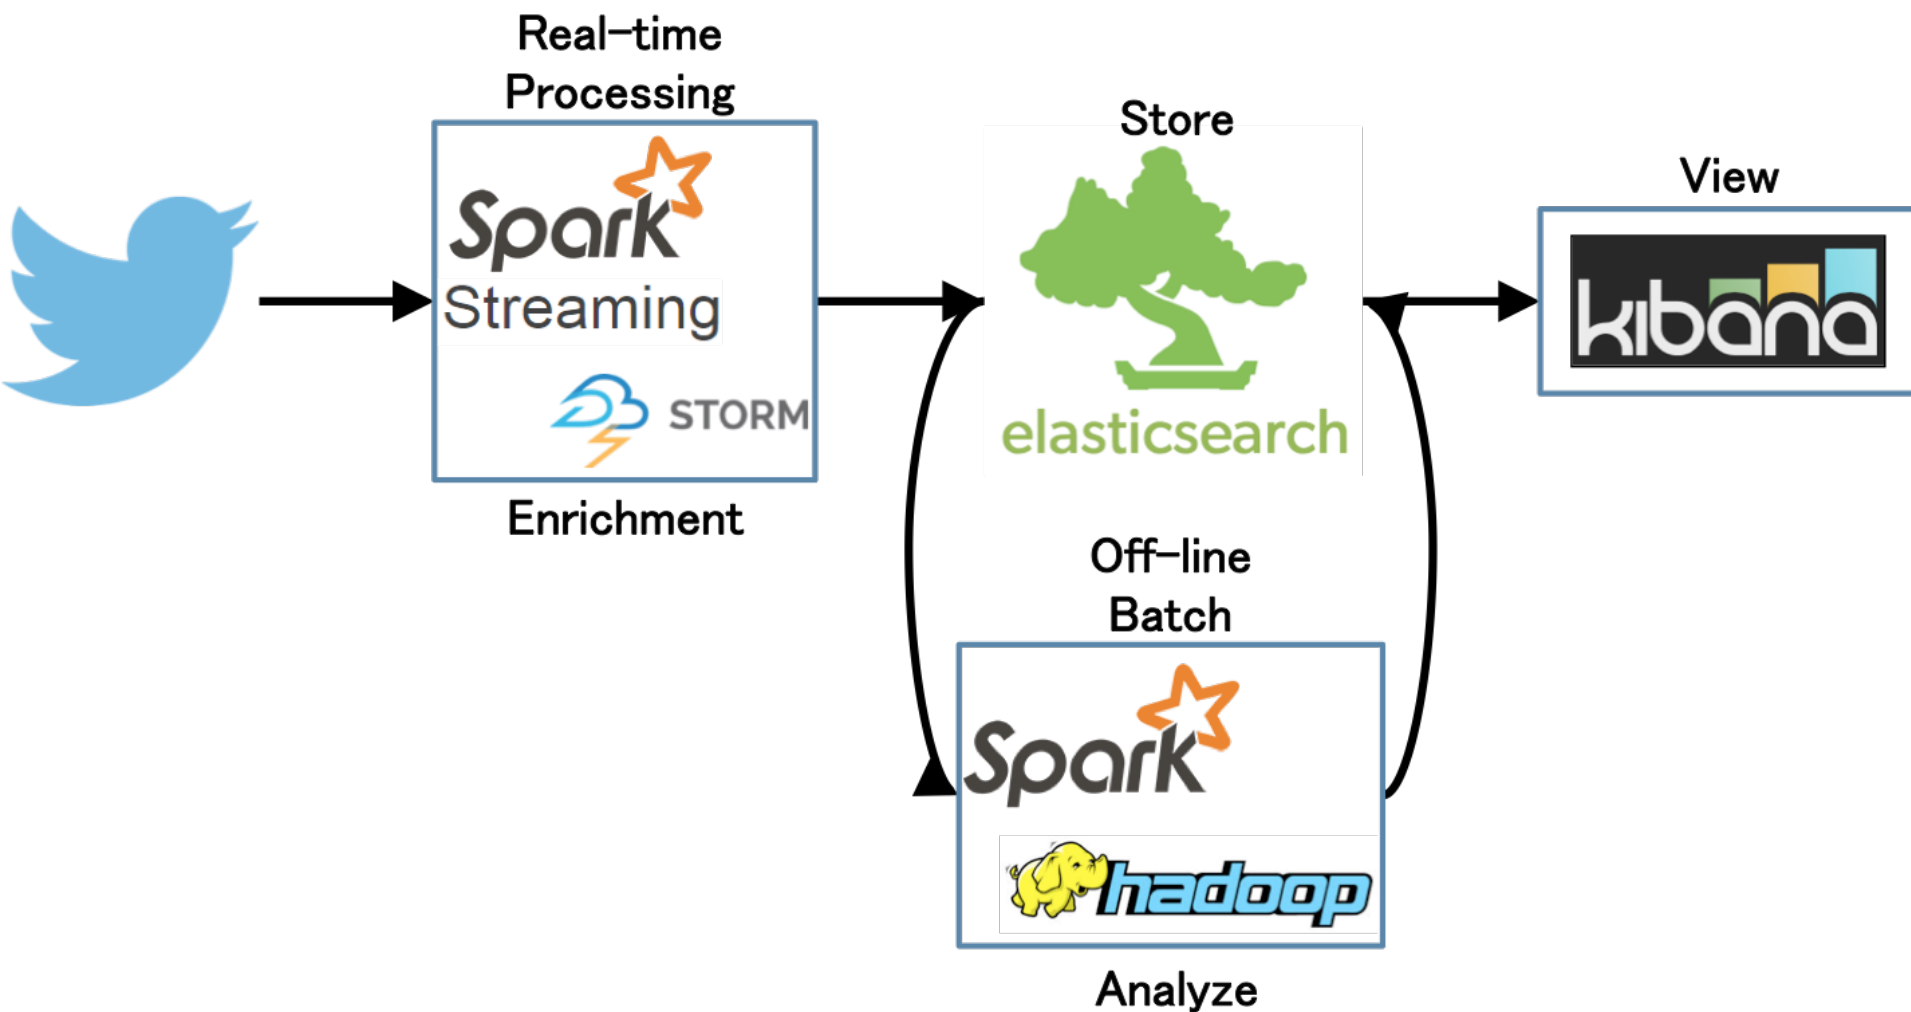 Real-time
Processing
Spark
Streaming
STORM
Enrichment
Store
elasticsearch
View
kibana
Off-line
Batch
Spark
hadoop
Analyze